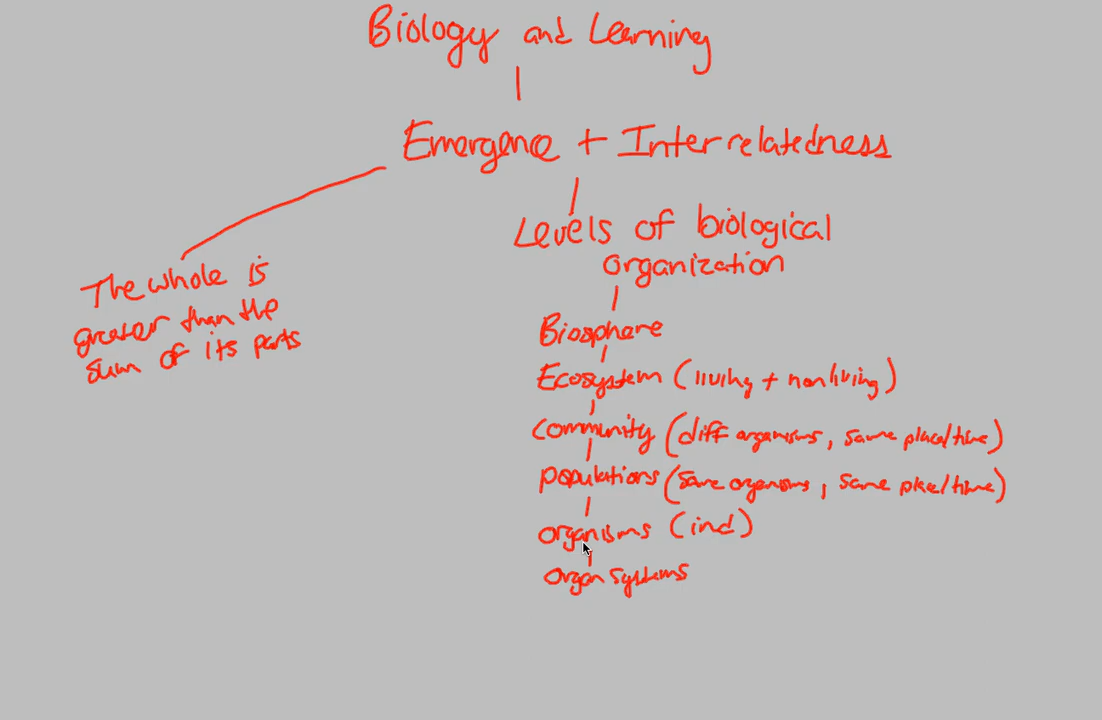 Biology and Learning
Emergence + Interrelatedness
Levels of biological
organization
The whole is
greater than the
sum of its parts
Biosphere
Ecosystem (living + nonliving)
Community (diff organisms, same place/time)
populations (same organisms, same place/time)
organisms (ind)
organ systems